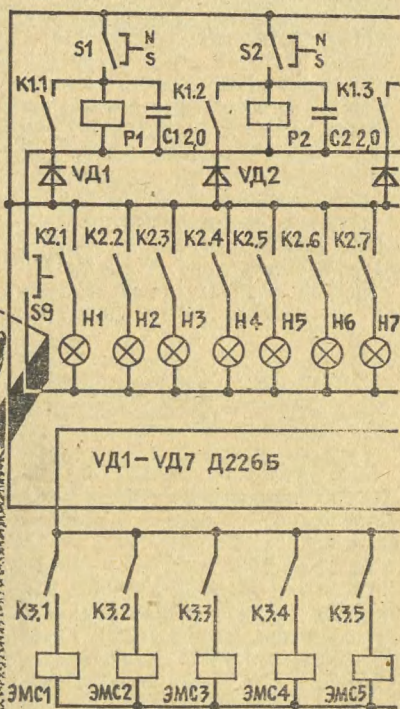 S1 N S S2 N S
K1.1 K1.2 K1.3
P1 C1 2,0 P2 C2 2,0
VД1 VД2
K2.1 K2.2 K2.3 K2.4 K2.5 K2.6 K2.7
S9 H1 H2 H3 H4 H5 H6 H7
VД1-VД7 Д226Б
K3.1 K3.2 K3.3 K3.4 K3.5
ЭМС1 ЭМС2 ЭМС3 ЭМС4 ЭМС5